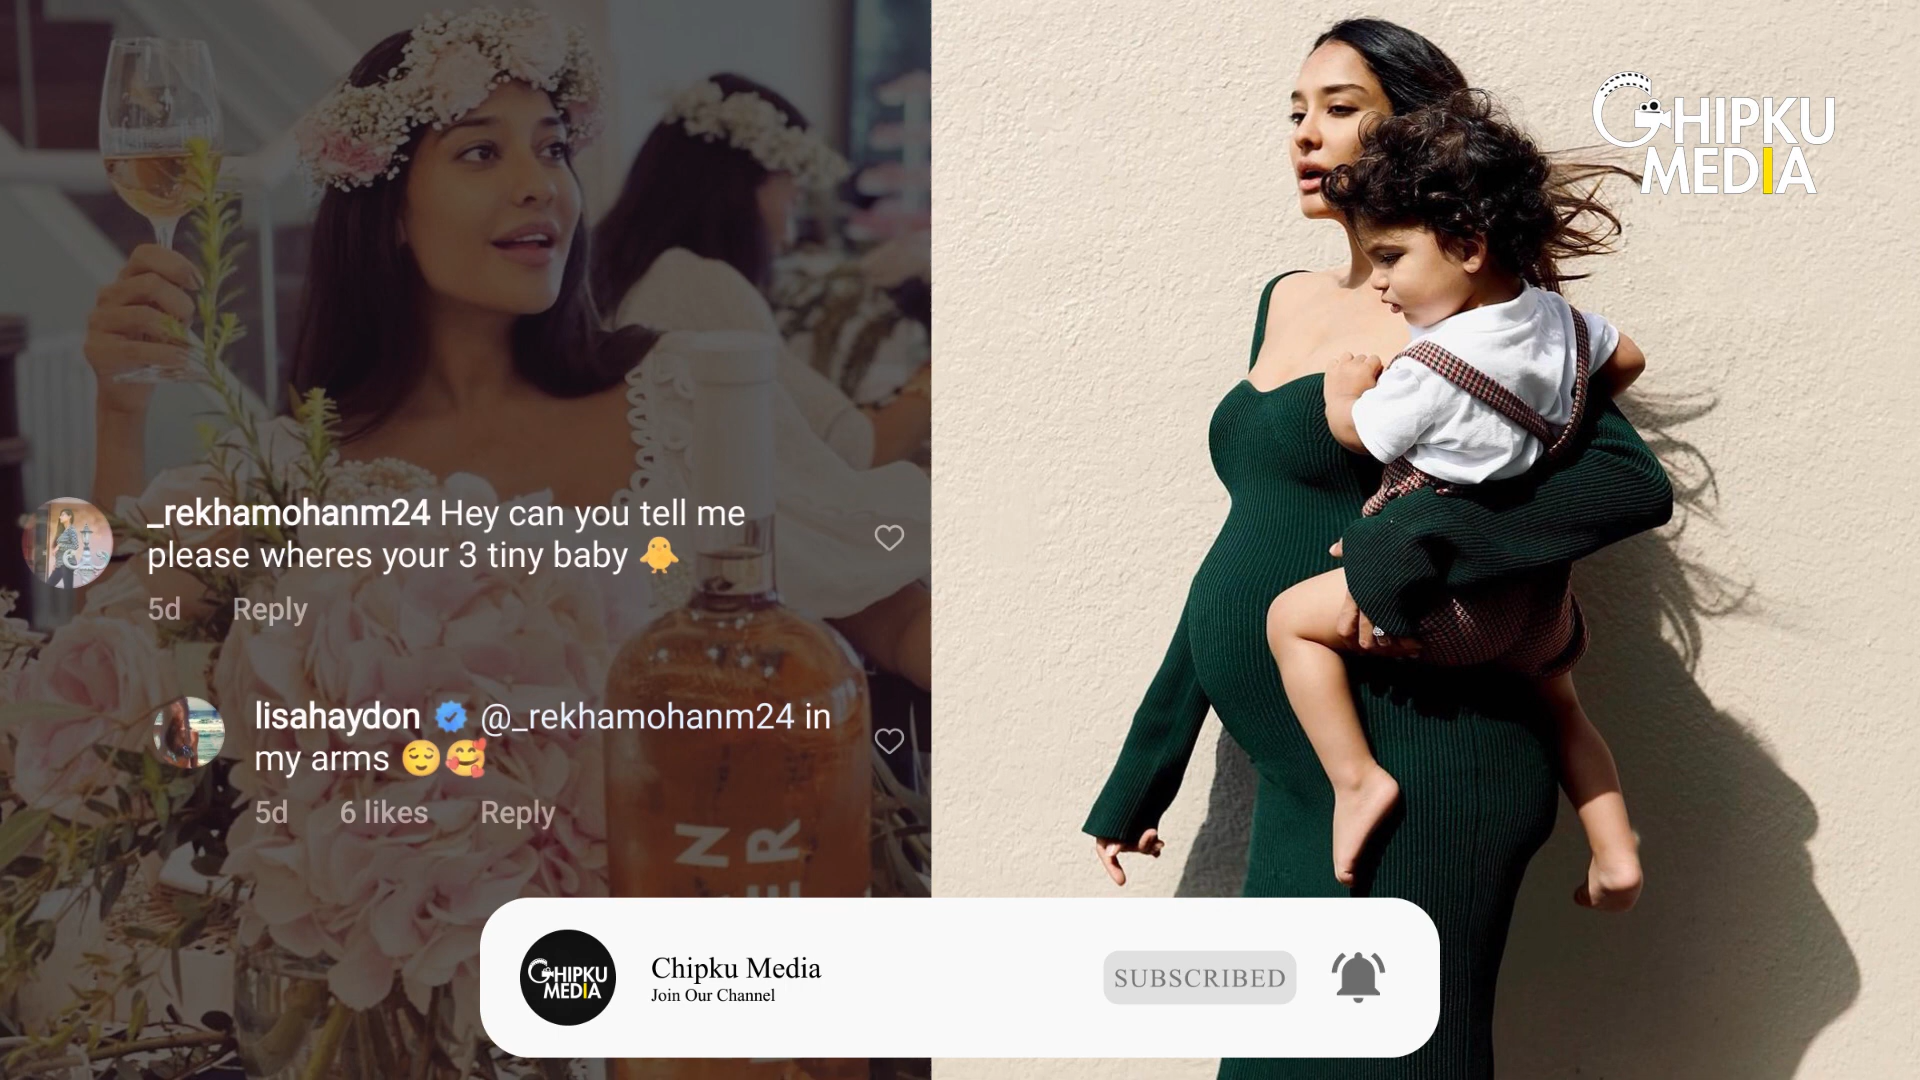 CHIPKU
MEDIA
_rekhamohanm24 Hey can you tell me
please wheres your 3 tiny baby 🐥
5d Reply
lisahaydon @_rekhamohanm24 in
my arms 😌🥰
5d 6 likes Reply
N
ER
CHIPKU
MEDIA
Chipku Media
Join Our Channel
SUBSCRIBED